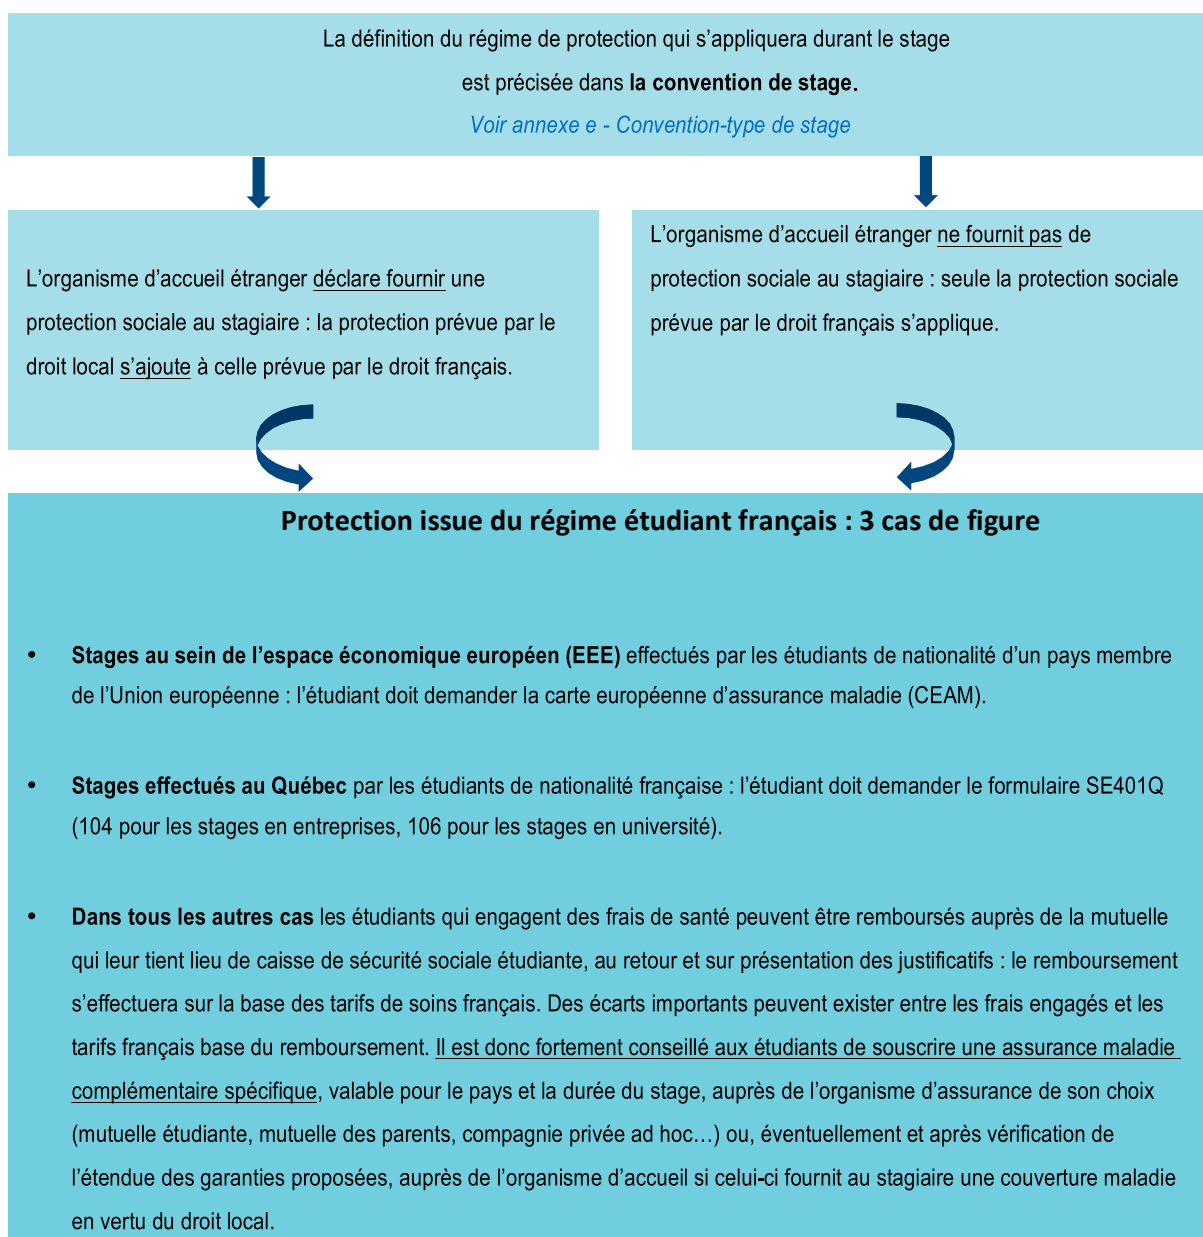 La définition du régime de protection qui s’appliquera durant le stage
est précisée dans la convention de stage.
Voir annexe e - Convention-type de stage
L’organisme d’accueil étranger déclare fournir une
protection sociale au stagiaire : la protection prévue par le
droit local s’ajoute à celle prévue par le droit français.
L’organisme d’accueil étranger ne fournit pas de
protection sociale au stagiaire : seule la protection sociale
prévue par le droit français s’applique.
Protection issue du régime étudiant français : 3 cas de figure
• Stages au sein de l’espace économique européen (EEE) effectués par les étudiants de nationalité d’un pays membre
de l’Union européenne : l’étudiant doit demander la carte européenne d’assurance maladie (CEAM).
• Stages effectués au Québec par les étudiants de nationalité française : l’étudiant doit demander le formulaire SE401Q
(104 pour les stages en entreprises, 106 pour les stages en université).
• Dans tous les autres cas les étudiants qui engagent des frais de santé peuvent être remboursés auprès de la mutuelle
qui leur tient lieu de caisse de sécurité sociale étudiante, au retour et sur présentation des justificatifs : le remboursement
s’effectuera sur la base des tarifs de soins français. Des écarts importants peuvent exister entre les frais engagés et les
tarifs français base du remboursement. Il est donc fortement conseillé aux étudiants de souscrire une assurance maladie
complémentaire spécifique, valable pour le pays et la durée du stage, auprès de l’organisme d’assurance de son choix
(mutuelle étudiante, mutuelle des parents, compagnie privée ad hoc…) ou, éventuellement et après vérification de
l’étendue des garanties proposées, auprès de l’organisme d’accueil si celui-ci fournit au stagiaire une couverture maladie
en vertu du droit local.